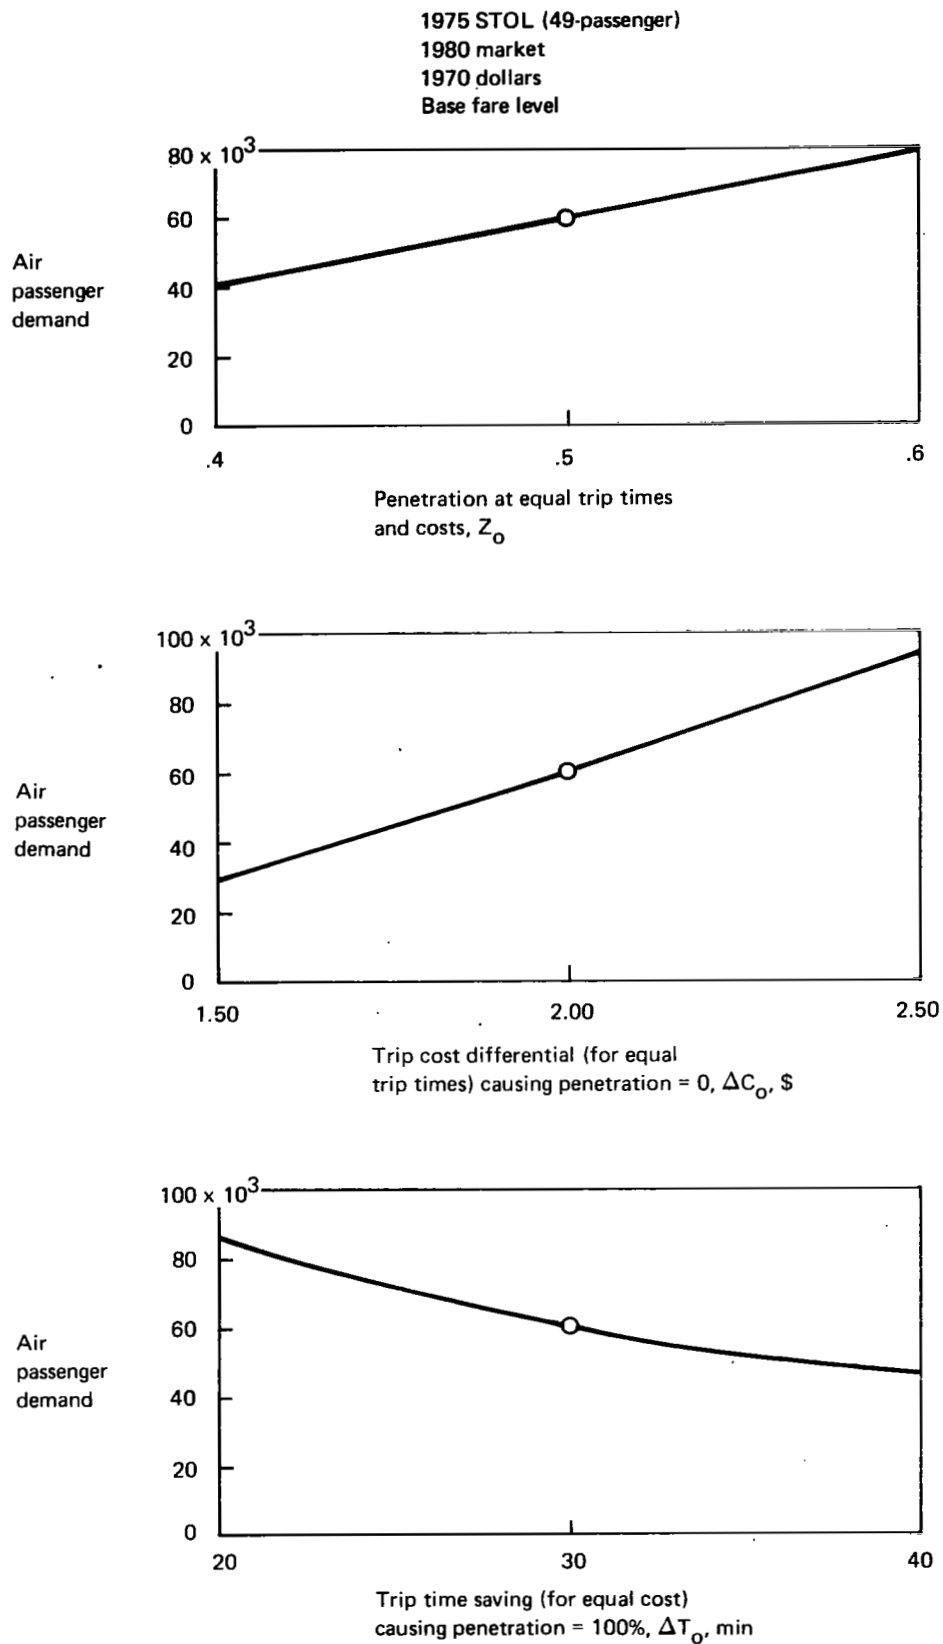 1975 STOL (49-passenger)
1980 market
1970 dollars
Base fare level
80 x 10³
60
40
20
0
Air
passenger
demand
.4
.5
.6
Penetration at equal trip times
and costs, Zₒ
100 x 10³
80
60
40
20
0
Air
passenger
demand
1.50
2.00
2.50
Trip cost differential (for equal
trip times) causing penetration = 0, ΔCₒ, $
100 x 10³
80
60
40
20
0
Air
passenger
demand
20
30
40
Trip time saving (for equal cost)
causing penetration = 100%, ΔTₒ, min